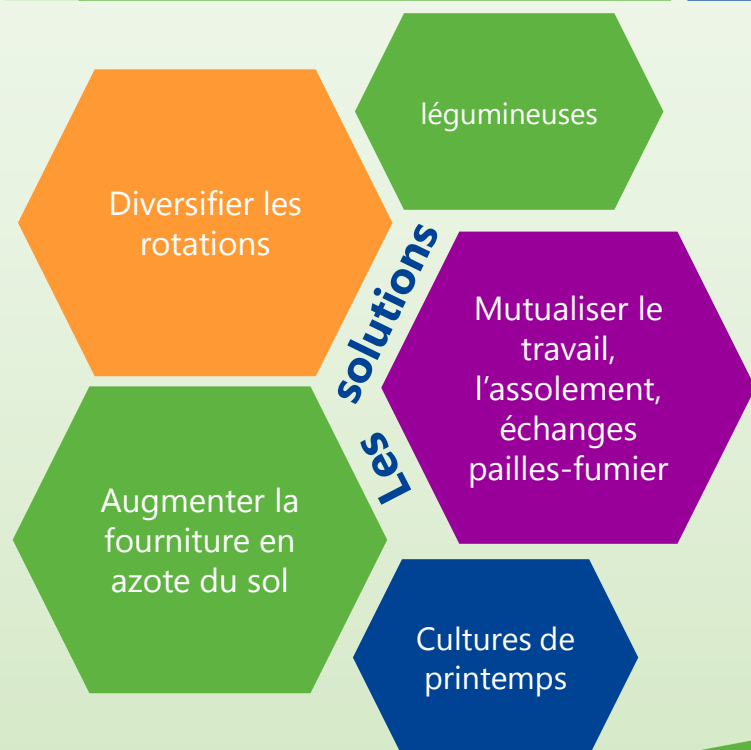 légumineuses
Diversifier les
rotations
Les solutions
Mutualiser le
travail,
l’assolement,
échanges
pailles-fumier
Augmenter la
fourniture en
azote du sol
Cultures de
printemps